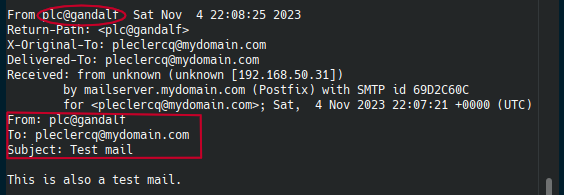 From plc@gandalf  Sat Nov  4 22:08:25 2023
Return-Path: <plc@gandalf>
X-Original-To: pleclercq@mydomain.com
Delivered-To: pleclercq@mydomain.com
Received: from unknown (unknown [192.168.50.31])
        by mailserver.mydomain.com (Postfix) with SMTP id 69D2C60C
        for <pleclercq@mydomain.com>; Sat,  4 Nov 2023 22:07:21 +0000 (UTC)
From: plc@gandalf
To: pleclercq@mydomain.com
Subject: Test mail

This is also a test mail.